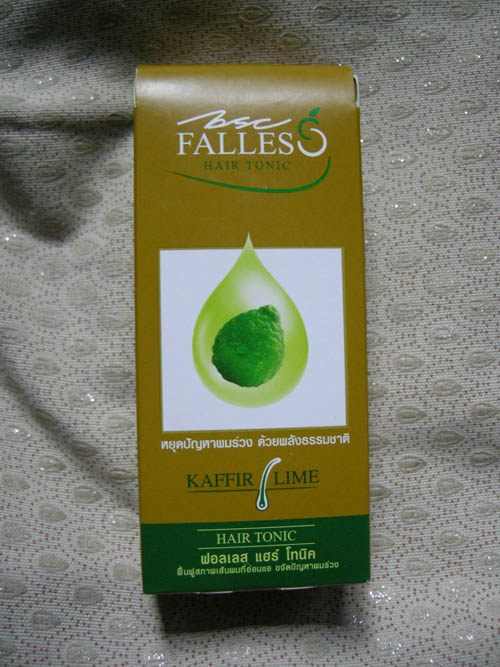 bsc
FALLES
HAIR TONIC
หยุดปัญหาผมร่วง ด้วยพลังธรรมชาติ
KAFFIR LIME
HAIR TONIC
ฟอลเลส แฮร์ โทนิค
ฟื้นฟูสภาพเส้นผมที่อ่อนแอ ขจัดปัญหาผมร่วง